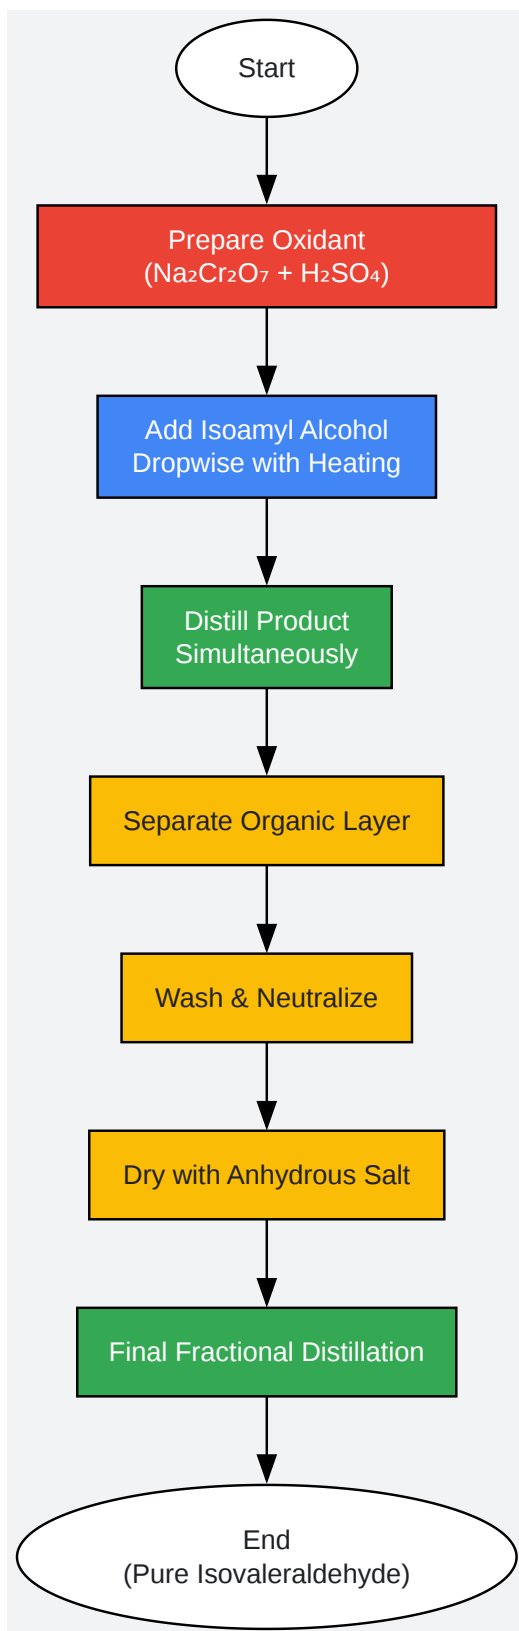 Start
Prepare Oxidant
(Na₂Cr₂O₇ + H₂SO₄)
Add Isoamyl Alcohol
Dropwise with Heating
Distill Product
Simultaneously
Separate Organic Layer
Wash & Neutralize
Dry with Anhydrous Salt
Final Fractional Distillation
End
(Pure Isovaleraldehyde)